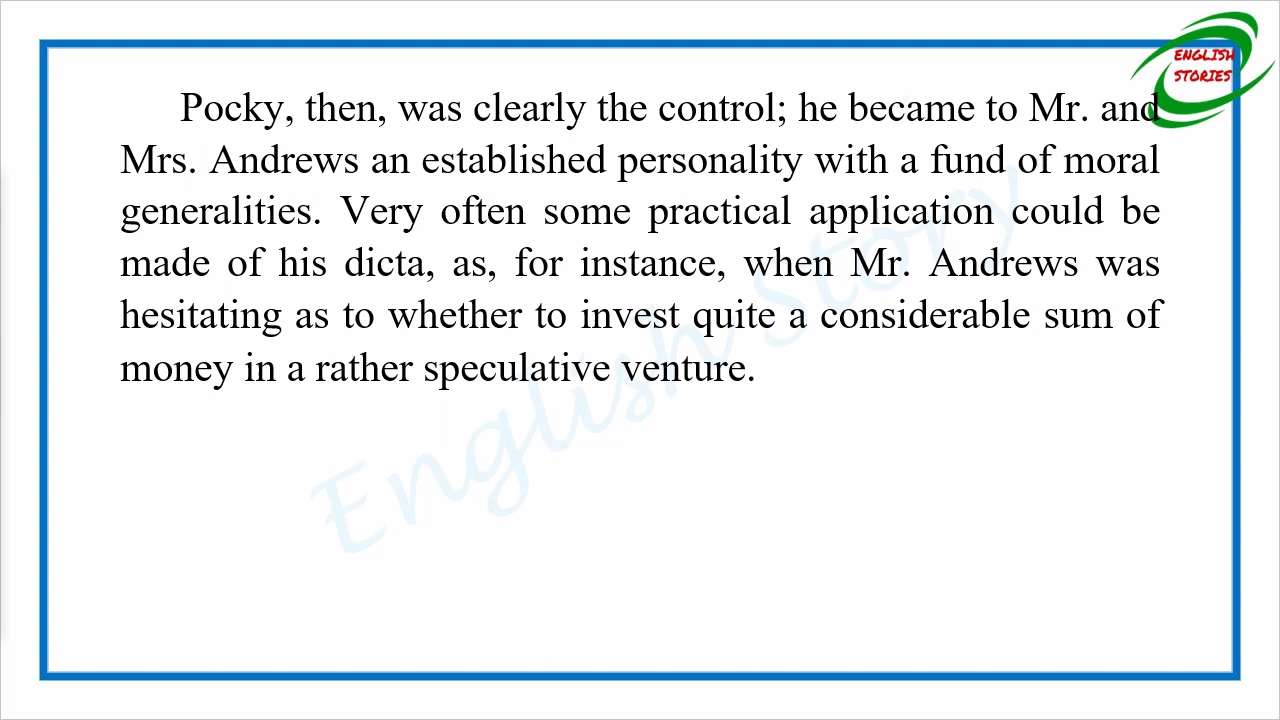 ENGLISH
STORIES
Pocky, then, was clearly the control; he became to Mr. and
Mrs. Andrews an established personality with a fund of moral
generalities. Very often some practical application could be
made of his dicta, as, for instance, when Mr. Andrews was
hesitating as to whether to invest quite a considerable sum of
money in a rather speculative venture.
English Story